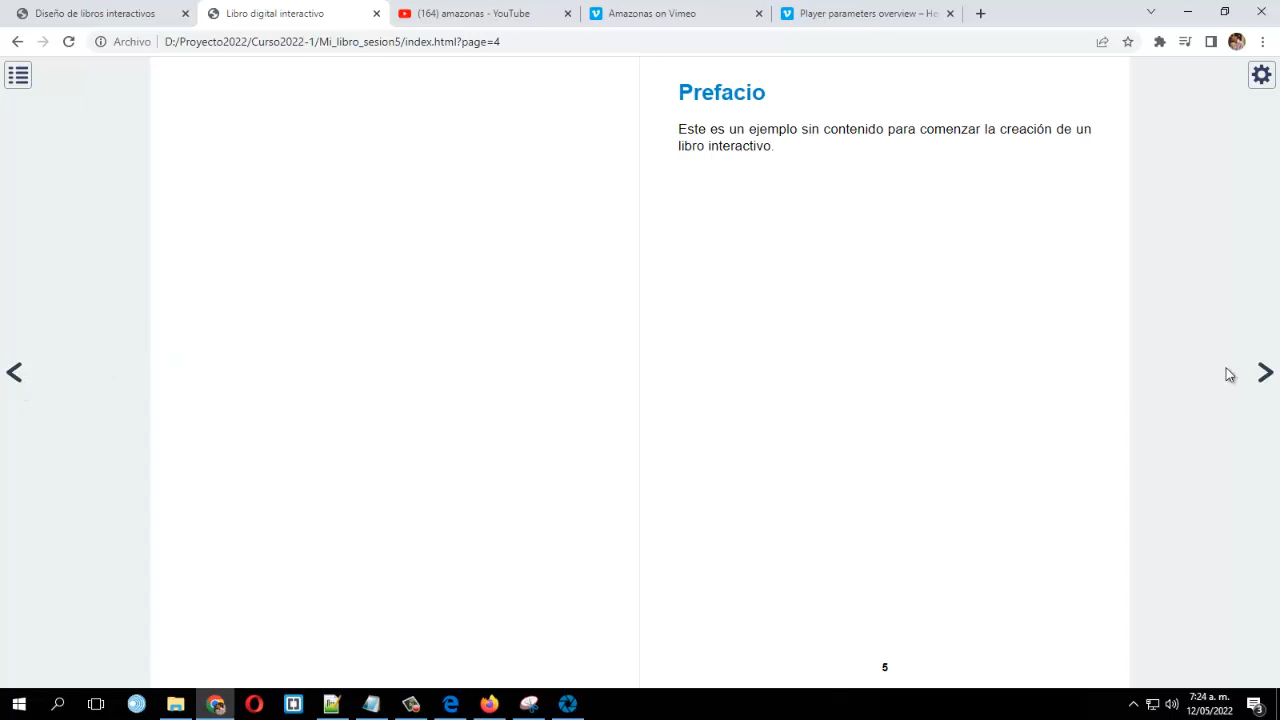 Diseño de libros interactivos
Libro digital interactivo
(164) amazonas - YouTube
Amazonas on Vimeo
Player parameters overview – He
Archivo
D:/Proyecto2022/Curso2022-1/Mi_libro_sesion5/index.html?page=4
Prefacio
Este es un ejemplo sin contenido para comenzar la creación de un
libro interactivo.
5
7:24 a. m.
12/05/2022
3